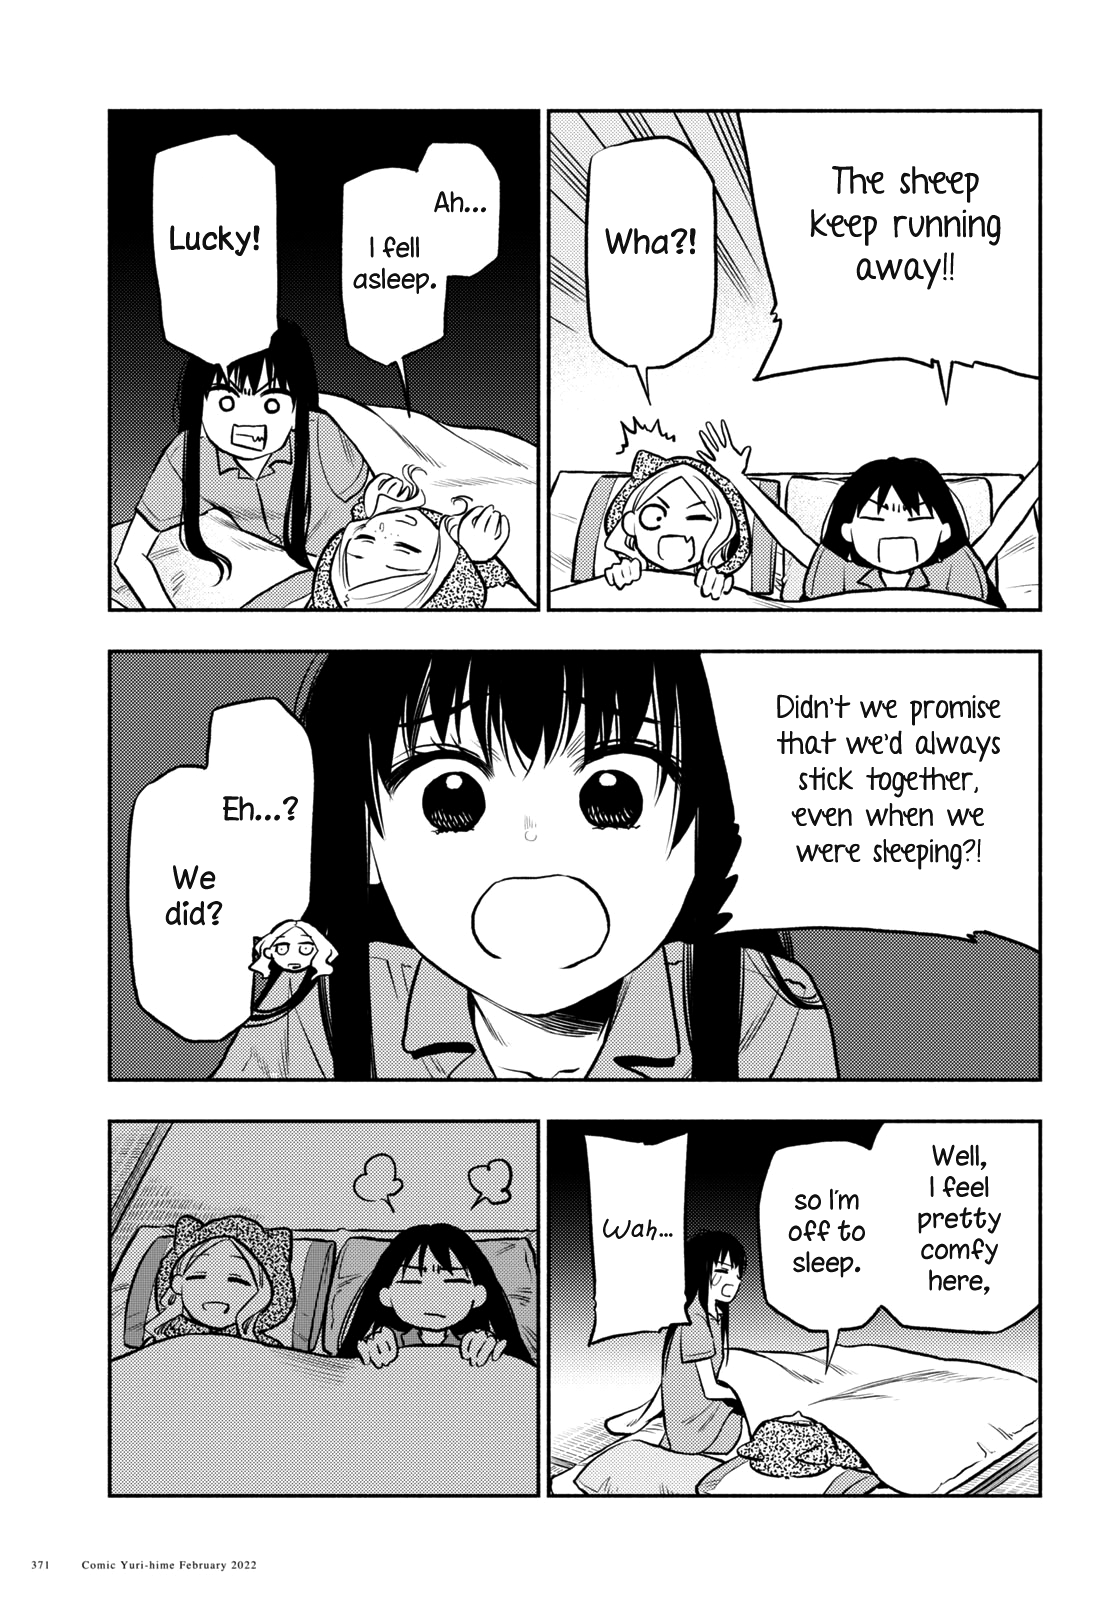 The sheep
keep running
away!!
Wha?!
Ah...
I fell
asleep.
Lucky!
Didn't we promise
that we'd always
stick together,
even when we
were sleeping?!
Eh...?
We
did?
Well,
I feel
pretty
comfy
here,
so I'm
off to
sleep.
Wah...
371 Comic Yuri-hime February 2022